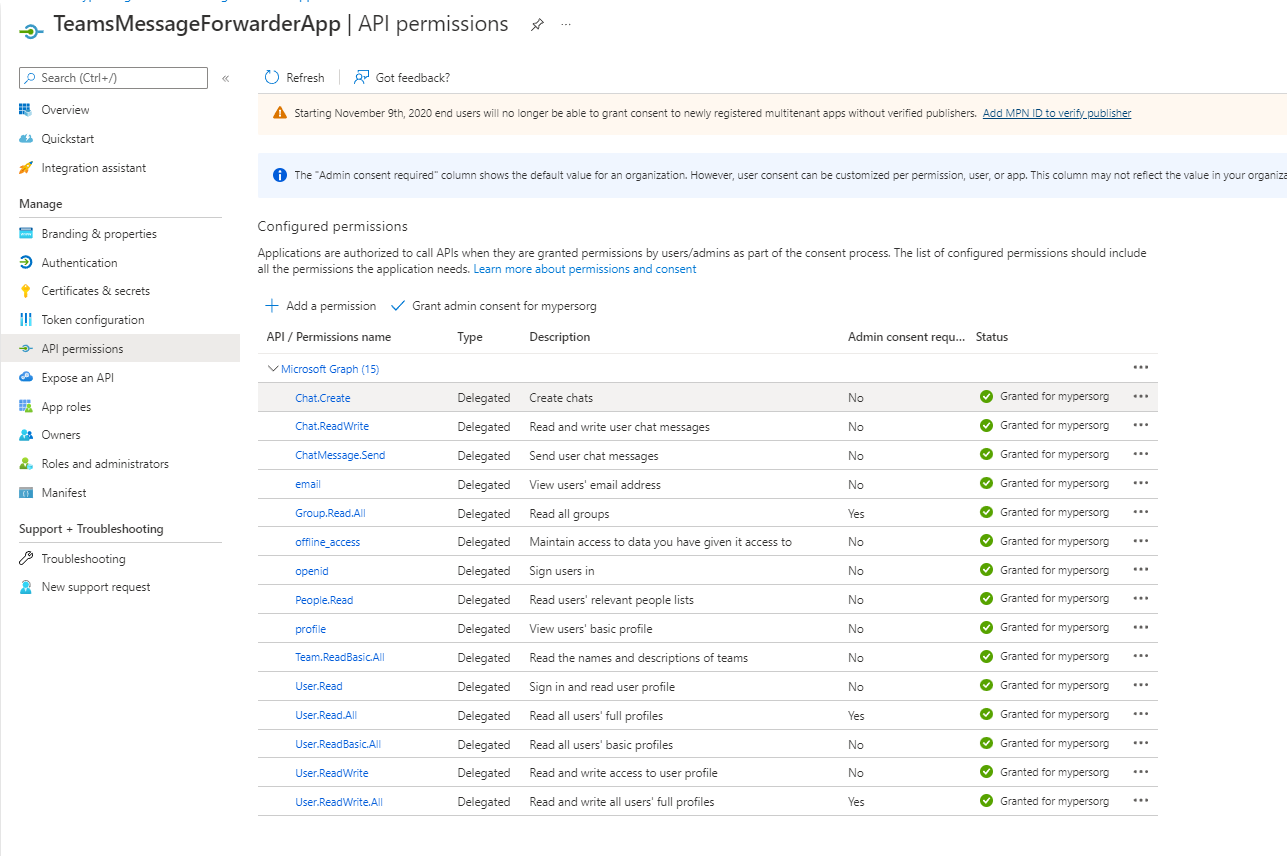 TeamsMessageForwarderApp | API permissions
Search (Ctrl+/)
Refresh
Got feedback?
Overview
Quickstart
Integration assistant
Manage
Branding & properties
Authentication
Certificates & secrets
Token configuration
API permissions
Expose an API
App roles
Owners
Roles and administrators
Manifest
Support + Troubleshooting
Troubleshooting
New support request
Starting November 9th, 2020 end users will no longer be able to grant consent to newly registered multitenant apps without verified publishers. Add MPN ID to verify publisher
The "Admin consent required" column shows the default value for an organization. However, user consent can be customized per permission, user, or app. This column may not reflect the value in your organiza
Configured permissions
Applications are authorized to call APIs when they are granted permissions by users/admins as part of the consent process. The list of configured permissions should include
all the permissions the application needs. Learn more about permissions and consent
Add a permission Grant admin consent for mypersorg
API / Permissions name Type Description Admin consent requ... Status
Microsoft Graph (15)
Chat.Create Delegated Create chats No Granted for mypersorg
Chat.ReadWrite Delegated Read and write user chat messages No Granted for mypersorg
ChatMessage.Send Delegated Send user chat messages No Granted for mypersorg
email Delegated View users' email address No Granted for mypersorg
Group.Read.All Delegated Read all groups Yes Granted for mypersorg
offline_access Delegated Maintain access to data you have given it access to No Granted for mypersorg
openid Delegated Sign users in No Granted for mypersorg
People.Read Delegated Read users' relevant people lists No Granted for mypersorg
profile Delegated View users' basic profile No Granted for mypersorg
Team.ReadBasic.All Delegated Read the names and descriptions of teams No Granted for mypersorg
User.Read Delegated Sign in and read user profile No Granted for mypersorg
User.Read.All Delegated Read all users' full profiles Yes Granted for mypersorg
User.ReadBasic.All Delegated Read all users' basic profiles No Granted for mypersorg
User.ReadWrite Delegated Read and write access to user profile No Granted for mypersorg
User.ReadWrite.All Delegated Read and write all users' full profiles Yes Granted for mypersorg